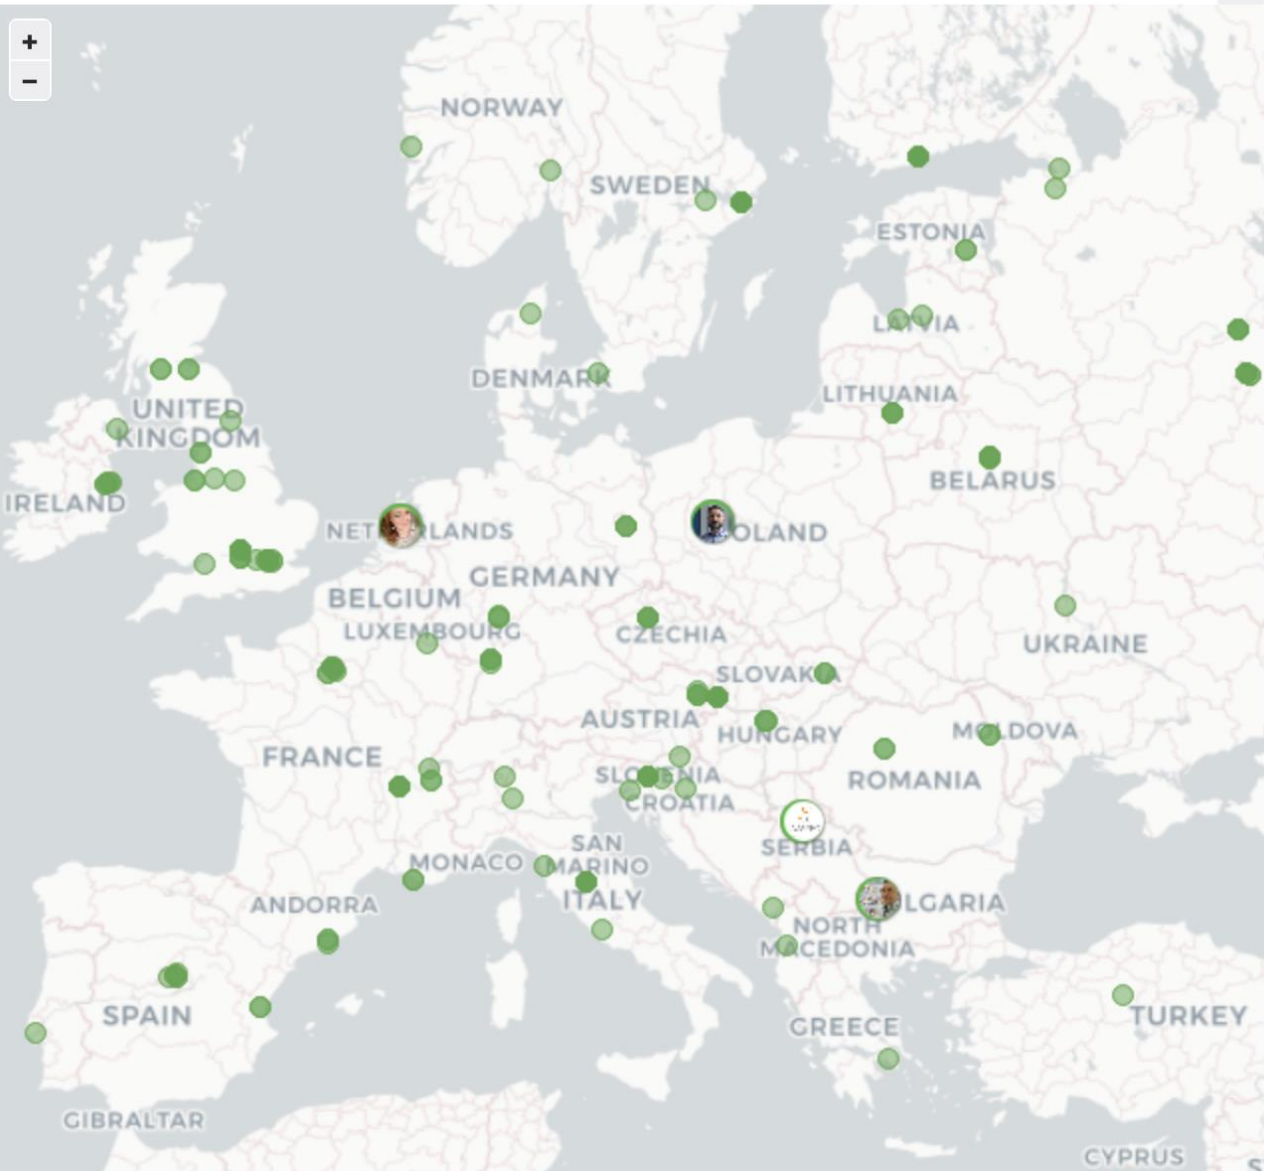 +
−
NORWAY
SWEDEN
ESTONIA
LATVIA
DENMARK
LITHUANIA
UNITED
KINGDOM
BELARUS
IRELAND
NETHERLANDS
POLAND
GERMANY
BELGIUM
LUXEMBOURG
CZECHIA
UKRAINE
SLOVAKIA
AUSTRIA
HUNGARY
MOLDOVA
FRANCE
SLOVENIA
ROMANIA
CROATIA
SAN
MARINO
SERBIA
MONACO
ITALY
ANDORRA
BULGARIA
NORTH
MACEDONIA
SPAIN
TURKEY
GREECE
GIBRALTAR
CYPRUS